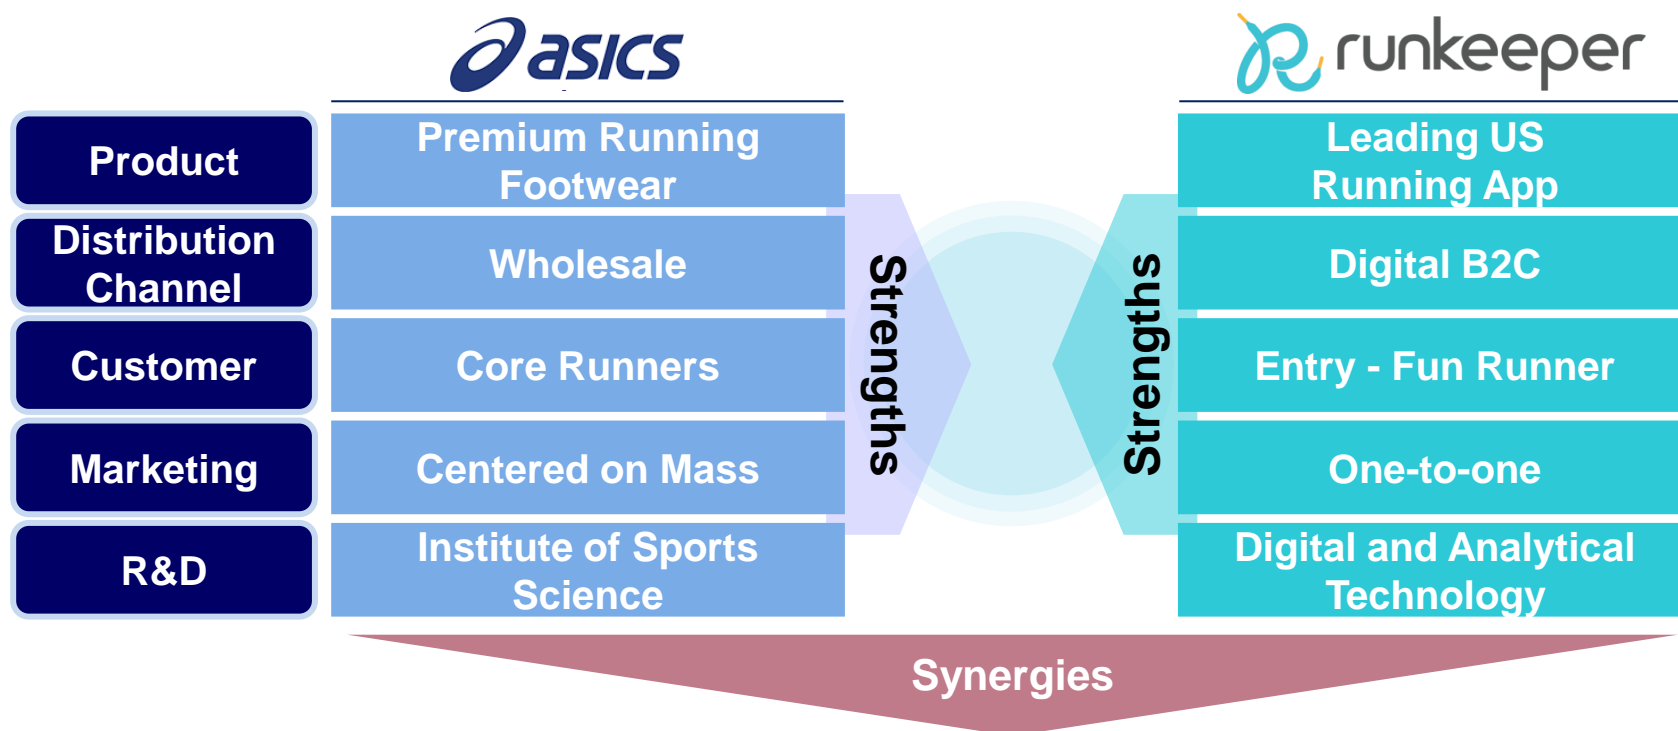 asics
runkeeper
Product
Premium Running
Footwear
Leading US
Running App
Distribution
Channel
Wholesale
Digital B2C
Customer
Core Runners
Entry - Fun Runner
Marketing
Centered on Mass
One-to-one
R&D
Institute of Sports
Science
Digital and Analytical
Technology
Strengths
Strengths
Synergies